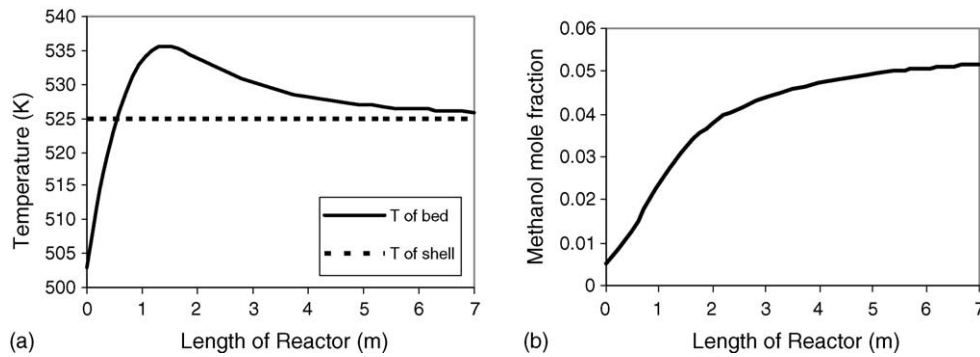 540
535
530
525
520
515
510
505
500
Temperature (K)
T of bed
T of shell
0 1 2 3 4 5 6 7
(a) Length of Reactor (m)
0.06
0.05
0.04
0.03
0.02
0.01
0
Methanol mole fraction
0 1 2 3 4 5 6 7
(b) Length of Reactor (m)